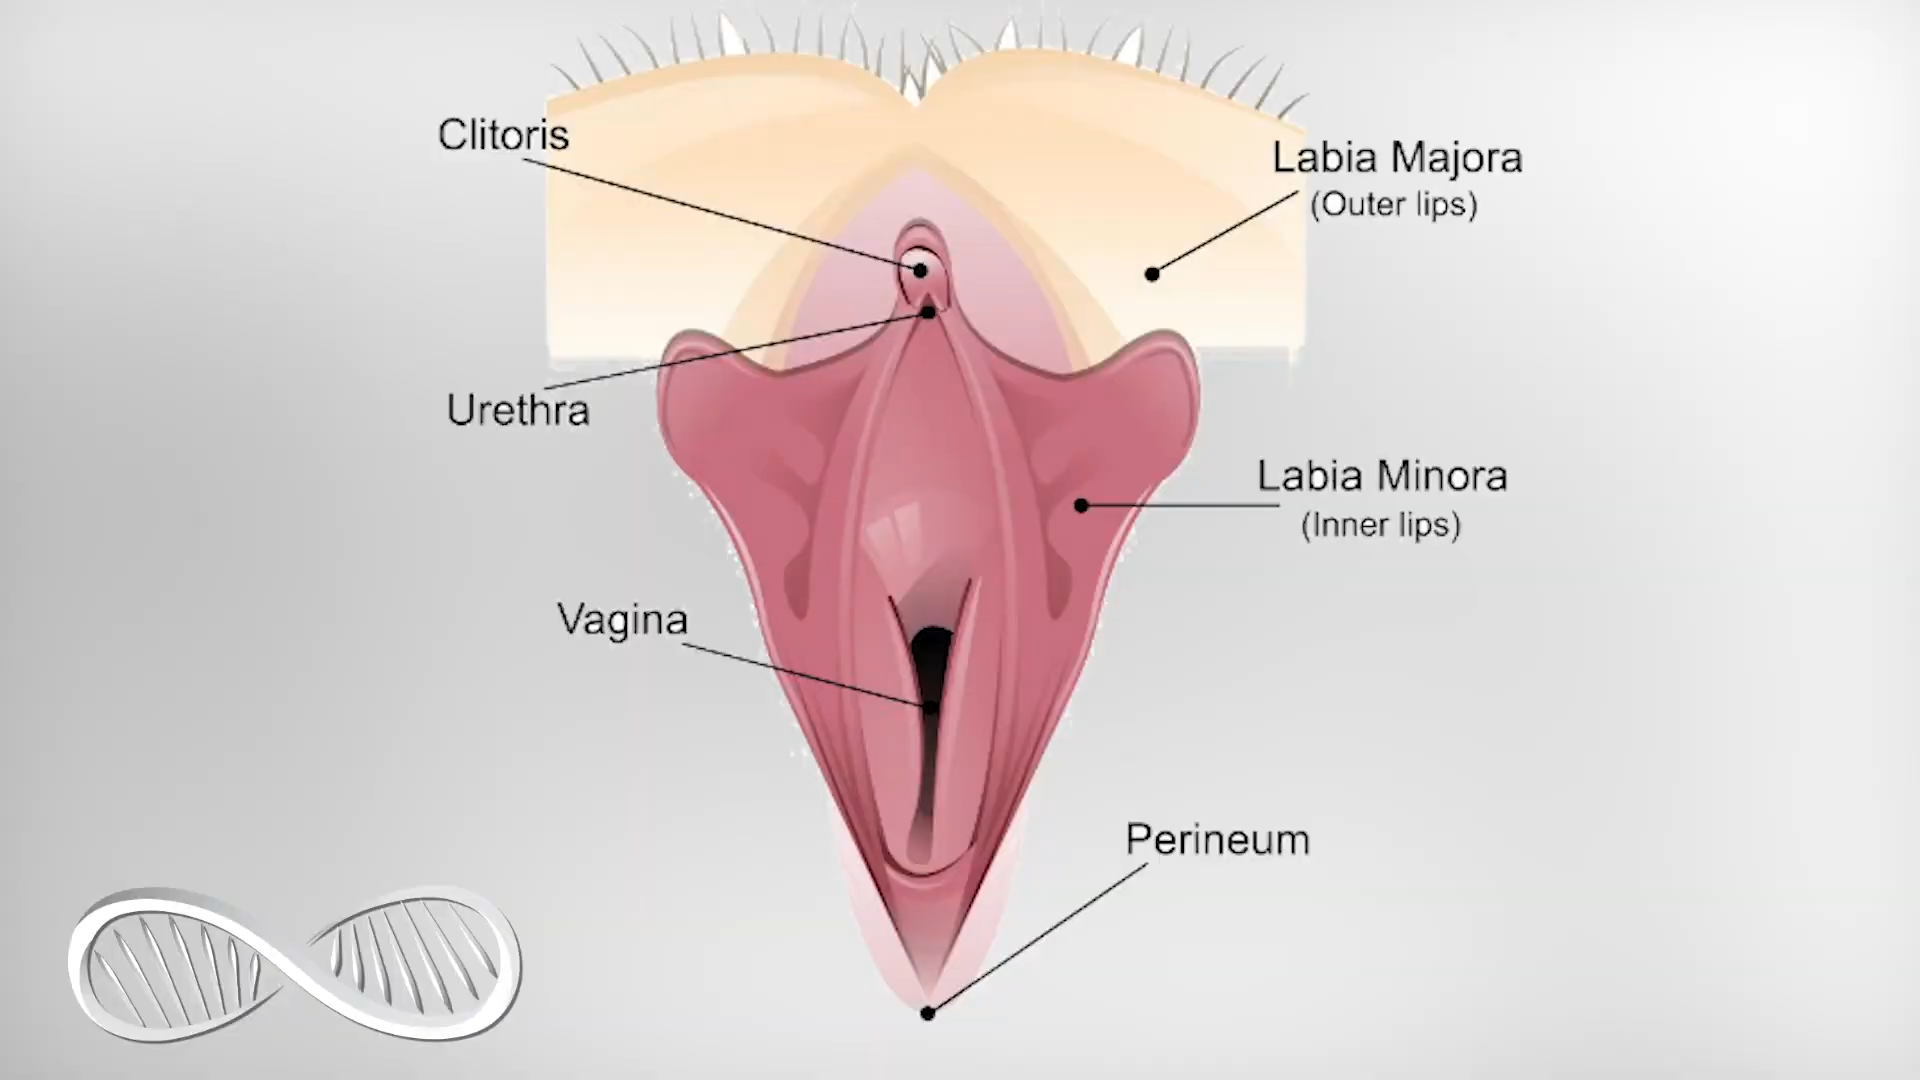 Clitoris
Labia Majora
(Outer lips)
Urethra
Labia Minora
(Inner lips)
Vagina
Perineum